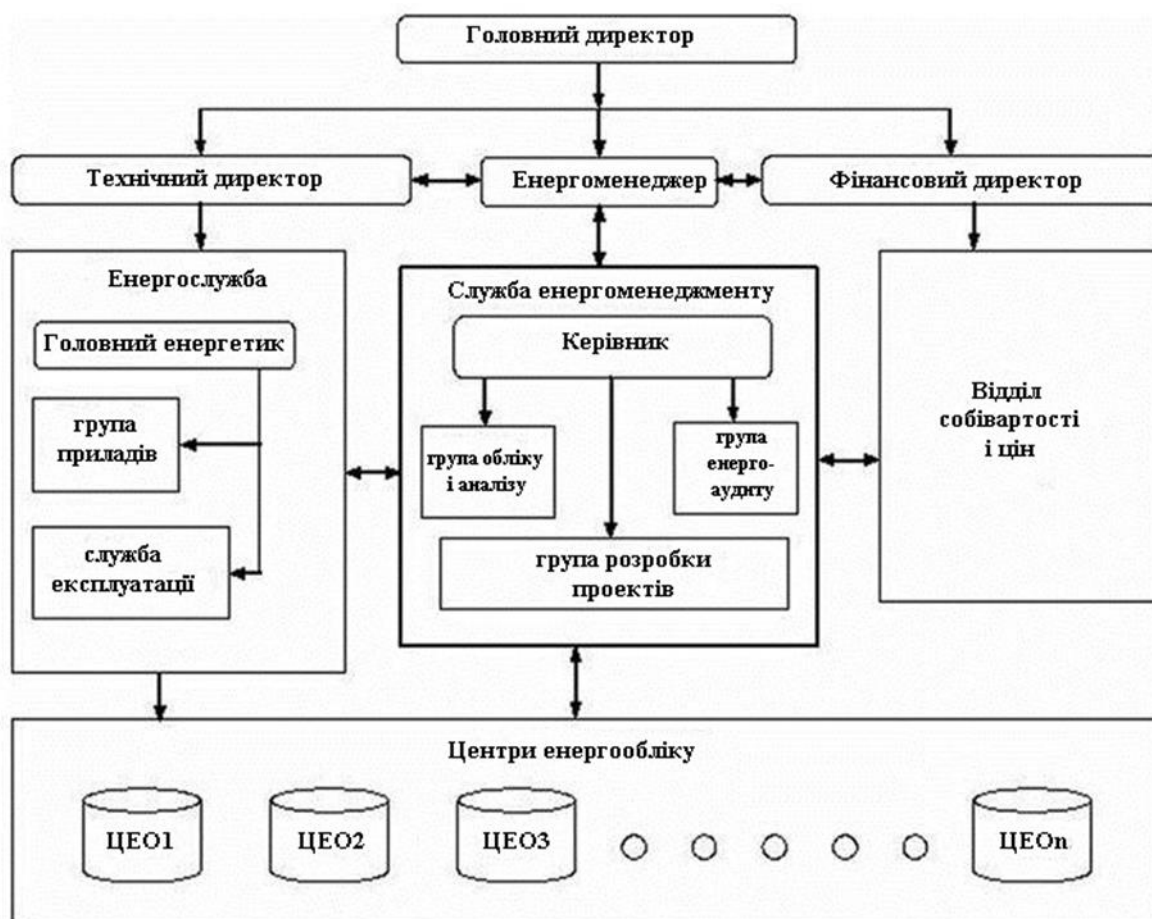 Головний директор
Технічний директор
Енергоменеджер
Фінансовий директор
Енергослужба
Головний енергетик
група
приладів
служба
експлуатації
Служба енергоменеджменту
Керівник
група обліку
і аналізу
група
енерго-
аудиту
група розробки
проектів
Відділ
собівартості
і цін
Центри енергообліку
ЦЕО1
ЦЕО2
ЦЕО3
ЦЕОn